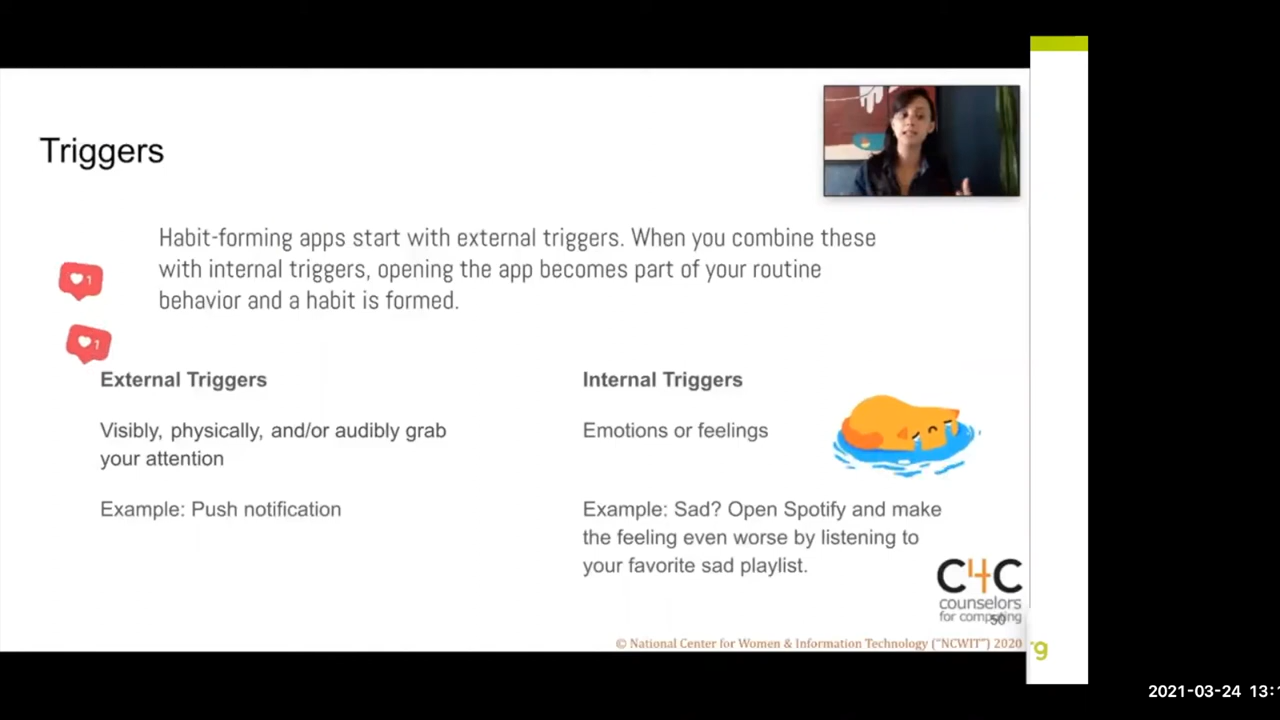 Triggers
Habit-forming apps start with external triggers. When you combine these
with internal triggers, opening the app becomes part of your routine
behavior and a habit is formed.
1
1
External Triggers
Visibly, physically, and/or audibly grab
your attention
Example: Push notification
Internal Triggers
Emotions or feelings
Example: Sad? Open Spotify and make
the feeling even worse by listening to
your favorite sad playlist.
C4C
counselors
for computing
50
© National Center for Women & Information Technology ("NCWIT") 2020
rg
2021-03-24 13:1